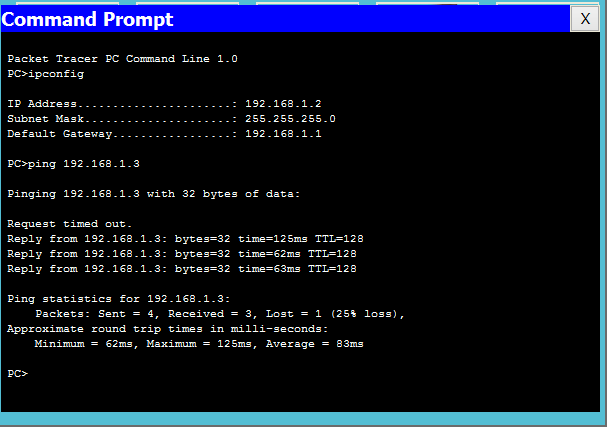 Command Prompt
X
Packet Tracer PC Command Line 1.0
PC>ipconfig
IP Address......................: 192.168.1.2
Subnet Mask.....................: 255.255.255.0
Default Gateway.................: 192.168.1.1
PC>ping 192.168.1.3
Pinging 192.168.1.3 with 32 bytes of data:
Request timed out.
Reply from 192.168.1.3: bytes=32 time=125ms TTL=128
Reply from 192.168.1.3: bytes=32 time=62ms TTL=128
Reply from 192.168.1.3: bytes=32 time=63ms TTL=128
Ping statistics for 192.168.1.3:
Packets: Sent = 4, Received = 3, Lost = 1 (25% loss),
Approximate round trip times in milli-seconds:
Minimum = 62ms, Maximum = 125ms, Average = 83ms
PC>